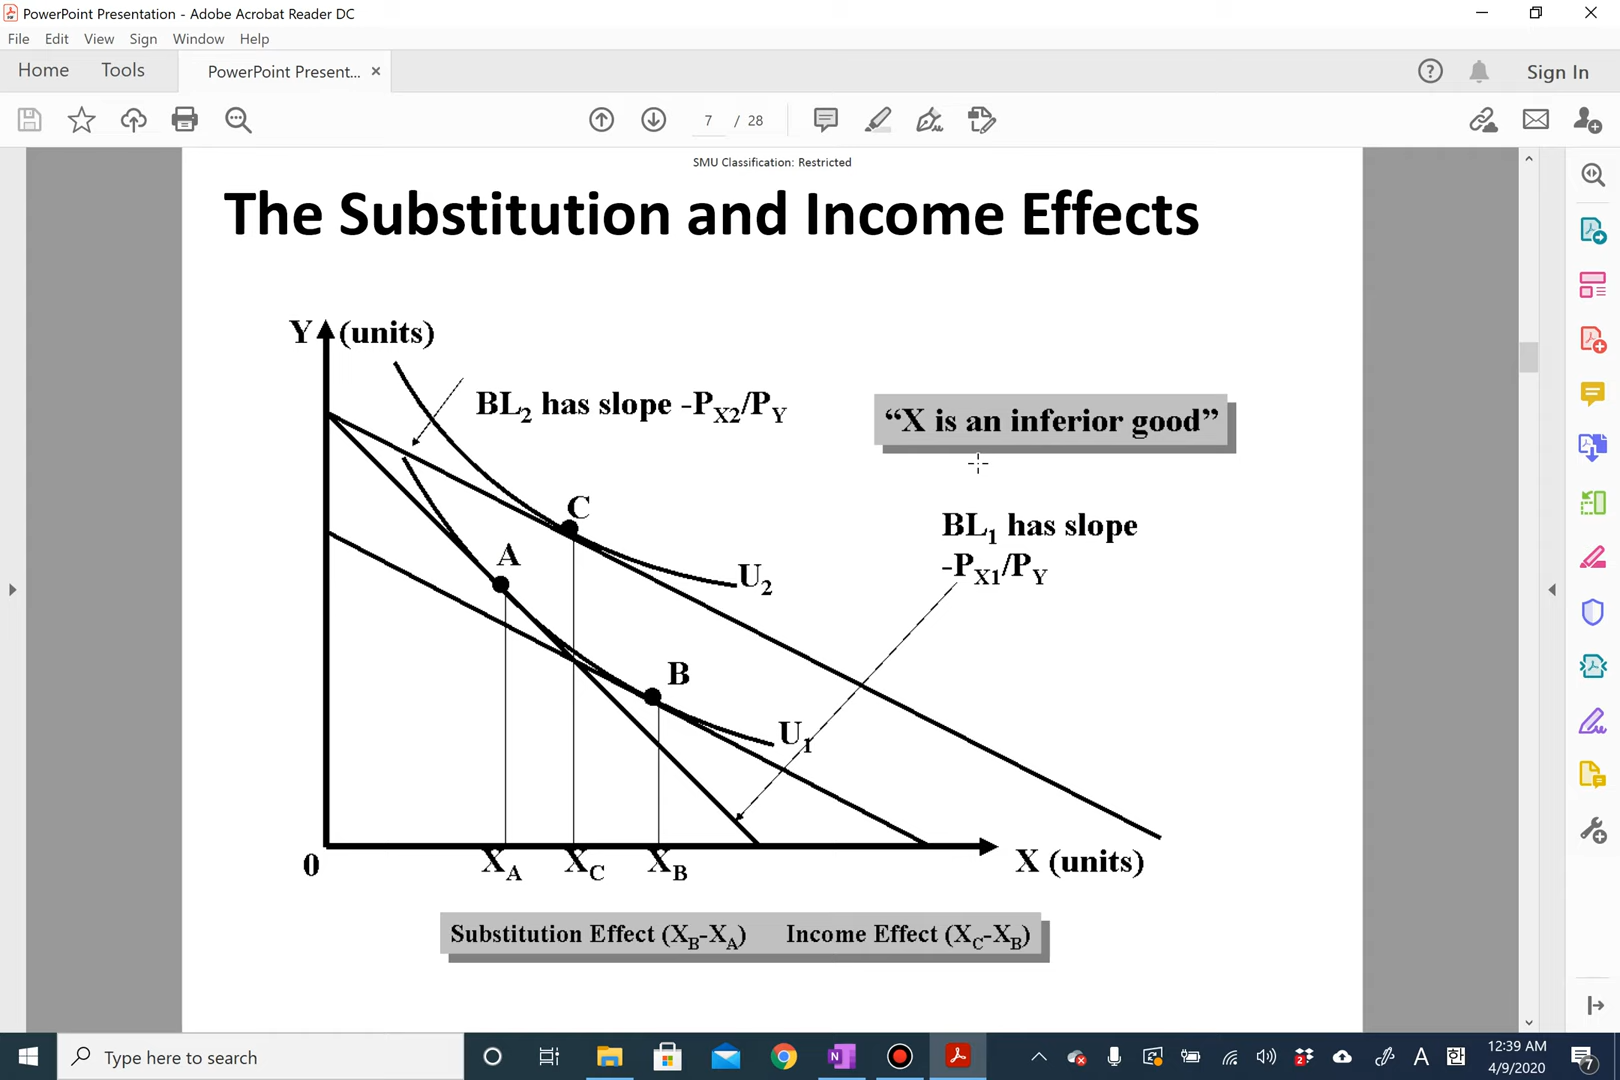 PowerPoint Presentation - Adobe Acrobat Reader DC
File Edit View Sign Window Help
Home Tools PowerPoint Present... × Sign In
7 / 28
SMU Classification: Restricted
The Substitution and Income Effects
Y (units)
BL2 has slope -PX2/PY
“X is an inferior good”
C
BL1 has slope
-PX1/PY
A
U2
B
U1
0
XA XC XB
X (units)
Substitution Effect (XB-XA) Income Effect (XC-XB)
Type here to search
12:39 AM
4/9/2020
A 한
2
7